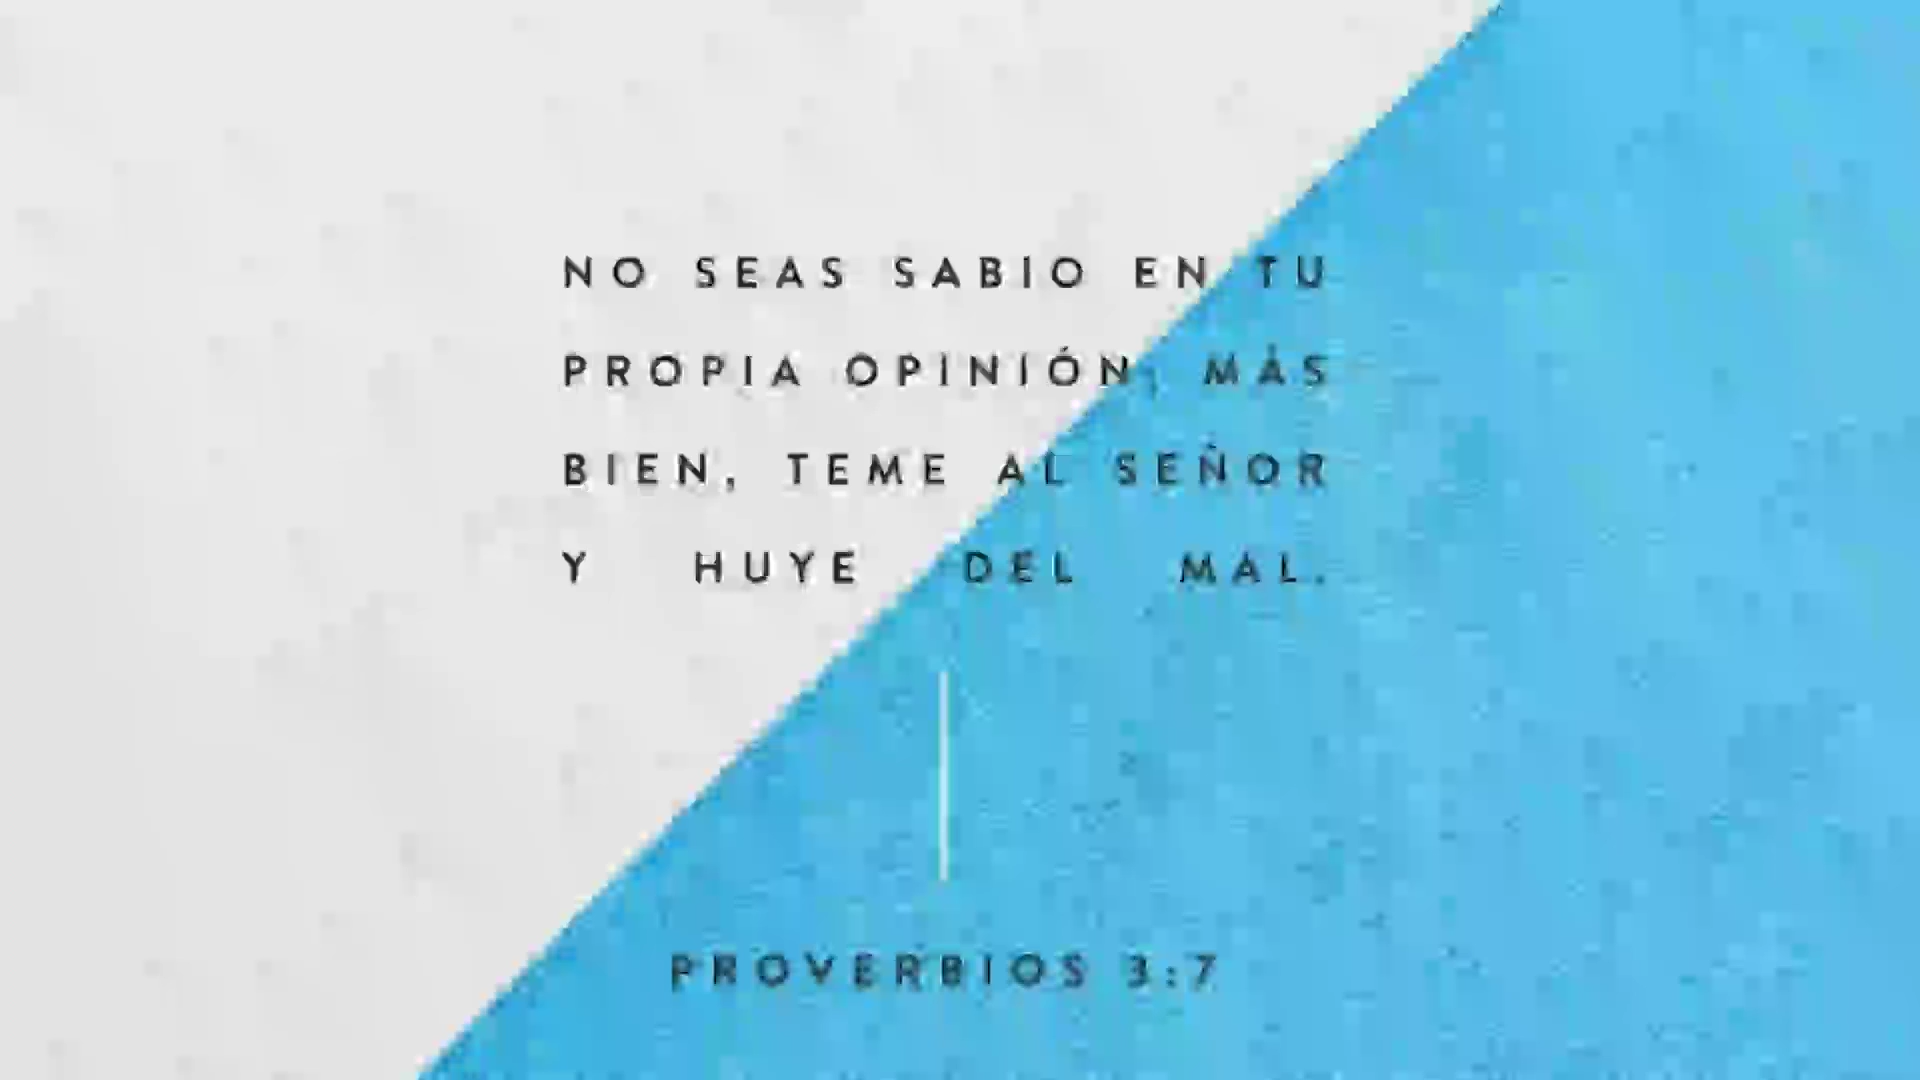 NO SEAS SABIO EN TU
PROPIA OPINIÓN; MÁS
BIEN, TEME AL SEÑOR
Y HUYE DEL MAL.
PROVERBIOS 3:7